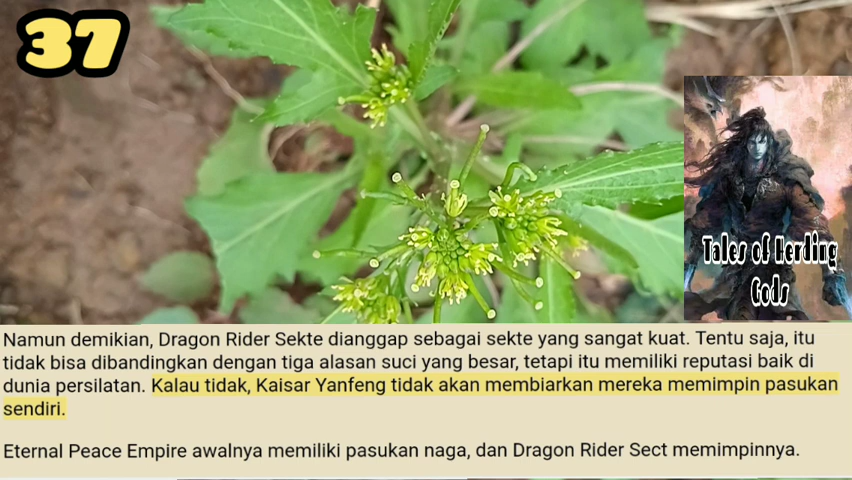 37
Tales of Herding
Gods
Namun demikian, Dragon Rider Sekte dianggap sebagai sekte yang sangat kuat. Tentu saja, itu
tidak bisa dibandingkan dengan tiga alasan suci yang besar, tetapi itu memiliki reputasi baik di
dunia persilatan. Kalau tidak, Kaisar Yanfeng tidak akan membiarkan mereka memimpin pasukan
sendiri.
Eternal Peace Empire awalnya memiliki pasukan naga, dan Dragon Rider Sect memimpinnya.